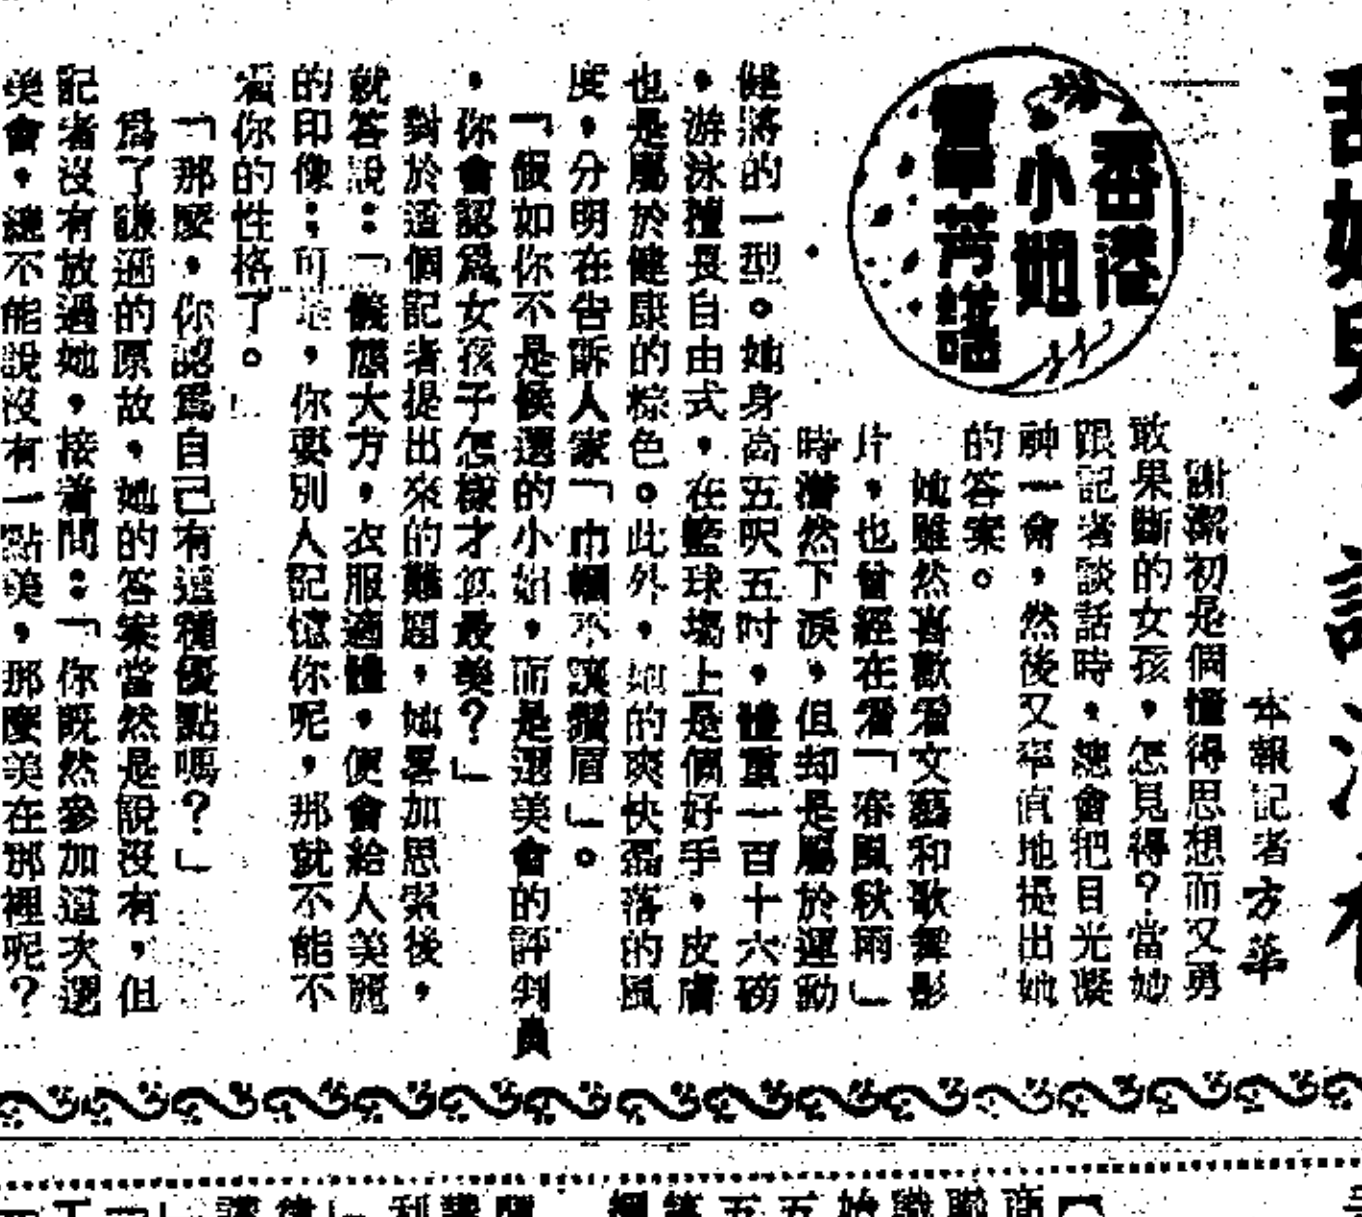 香港
小姐
羣芳譜
本報記者方華
謝潔初是個懂得思想而又勇
敢果斷的女孩，怎見得？當她
跟記者談話時，總會把目光凝
神一會，然後又率直地提出她
的答案。
她雖然喜歡看文藝和歌舞影
片，也曾經在看「春風秋雨」
時潸然下淚，但却是屬於運動
健將的一型。她身高五呎五吋，體重一百十六磅
，游泳擅長自由式，在籃球塲上是個好手，皮膚
也是屬於健康的棕色。此外，她的爽快磊落的風
度，分明在告訴人家「巾幗不讓鬚眉」。
「假如你不是候選的小姐，而是選美會的評判員
，你會認爲女孩子怎樣才算最美？」
對於這個記者提出來的難題，她畧加思索後，
就答說：「儀態大方，衣服適體，便會給人美麗
的印像；可是，你要別人記憶你呢，那就不能不
看你的性格了。」
「那麼，你認爲自己有這種優點嗎？」
爲了謙遜的原故，她的答案當然是說沒有，但
記者沒有放過她，接着問：「你既然參加這次選
美會，總不能說沒有一點美，那麼美在那裡呢？